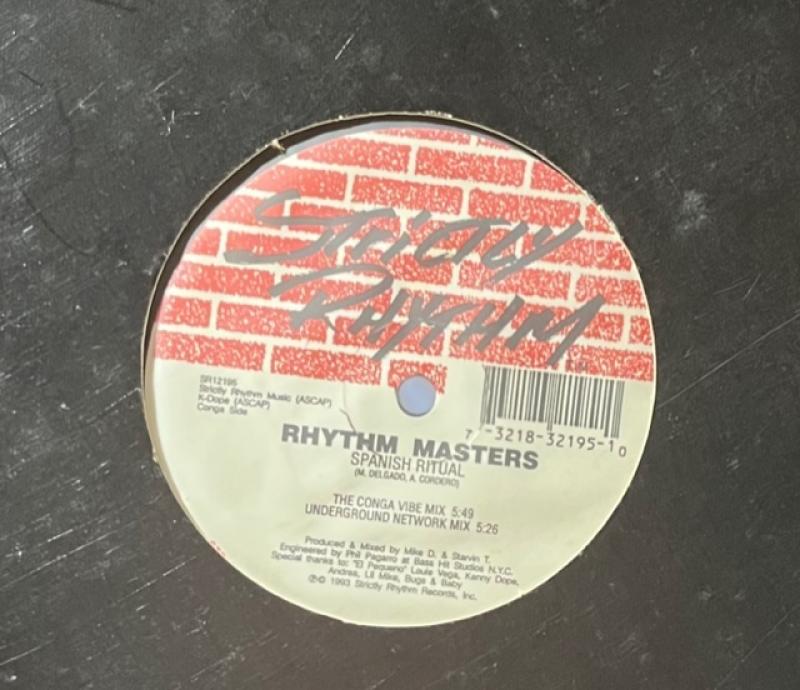 STRICTLY
RHYTHM
SR12195
Strictly Rhythm Music (ASCAP)
K-Dope (ASCAP)
Conga Side
7 -3218-32195-1 0
RHYTHM MASTERS
SPANISH RITUAL
(M. DELGADO, A. CORDERO)
THE CONGA VIBE MIX 5:49
UNDERGROUND NETWORK MIX 5:26
Produced & Mixed by Mike D. & Starvin T.
Engineered by Phil Pagarro at Bass Hit Studios N.Y.C.
Special thanks to: "El Pequeno" Louie Vega, Kenny Dope,
Andrea, Lil Mike, Bugs & Baby
℗© 1993 Strictly Rhythm Records, Inc.